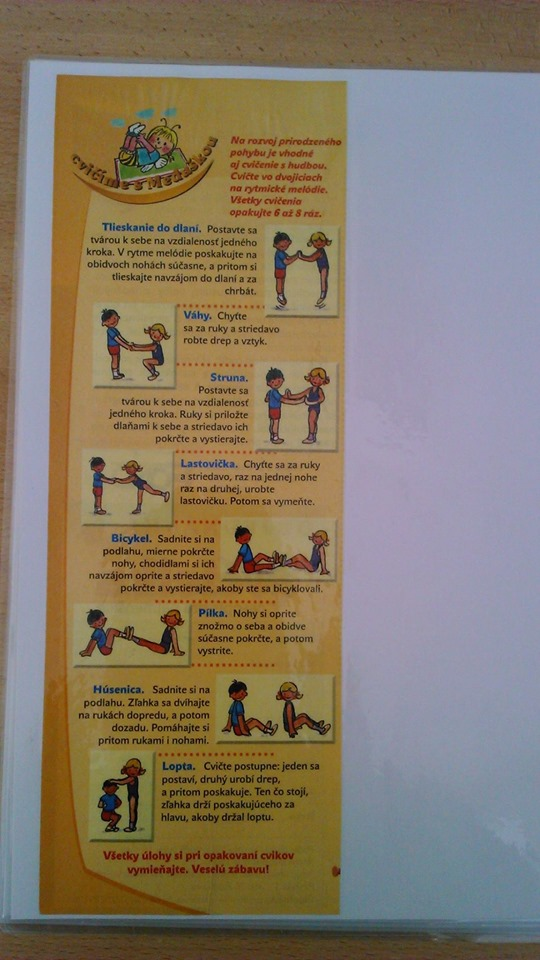 cvičíme s Medúškou
Na rozvoj prirodzeného
pohybu je vhodné
aj cvičenie s hudbou.
Cvičte vo dvojiciach
na rytmické melódie.
Všetky cvičenia
opakujte 6 až 8 ráz.
Tlieskanie do dlaní. Postavte sa
tvárou k sebe na vzdialenosť jedného
kroka. V rytme melódie poskakujte na
obidvoch nohách súčasne, a pritom si
tlieskajte navzájom do dlaní a za
chrbát.
Váhy. Chyťte
sa za ruky a striedavo
robte drep a vztyk.
Struna.
Postavte sa
tvárou k sebe na vzdialenosť
jedného kroka. Ruky si priložte
dlaňami k sebe a striedavo ich
pokrčte a vystierajte.
Lastovička. Chyťte sa za ruky
a striedavo, raz na jednej nohe
raz na druhej, urobte
lastovičku. Potom sa vymeňte.
Bicykel. Sadnite si na
podlahu, mierne pokrčte
nohy, chodidlami si ich
navzájom oprite a striedavo
pokrčte a vystierajte, akoby ste sa bicyklovali.
Pílka. Nohy si oprite
znožmo o seba a obidve
súčasne pokrčte, a potom
vystrite.
Húsenica. Sadnite si na
podlahu. Zľahka sa dvíhajte
na rukách dopredu, a potom
dozadu. Pomáhajte si
pritom rukami i nohami.
Lopta. Cvičte postupne: jeden sa
postaví, druhý urobí drep,
a pritom poskakuje. Ten čo stojí,
zľahka drží poskakujúceho za
hlavu, akoby držal loptu.
Všetky úlohy si pri opakovaní cvikov
vymieňajte. Veselú zábavu!